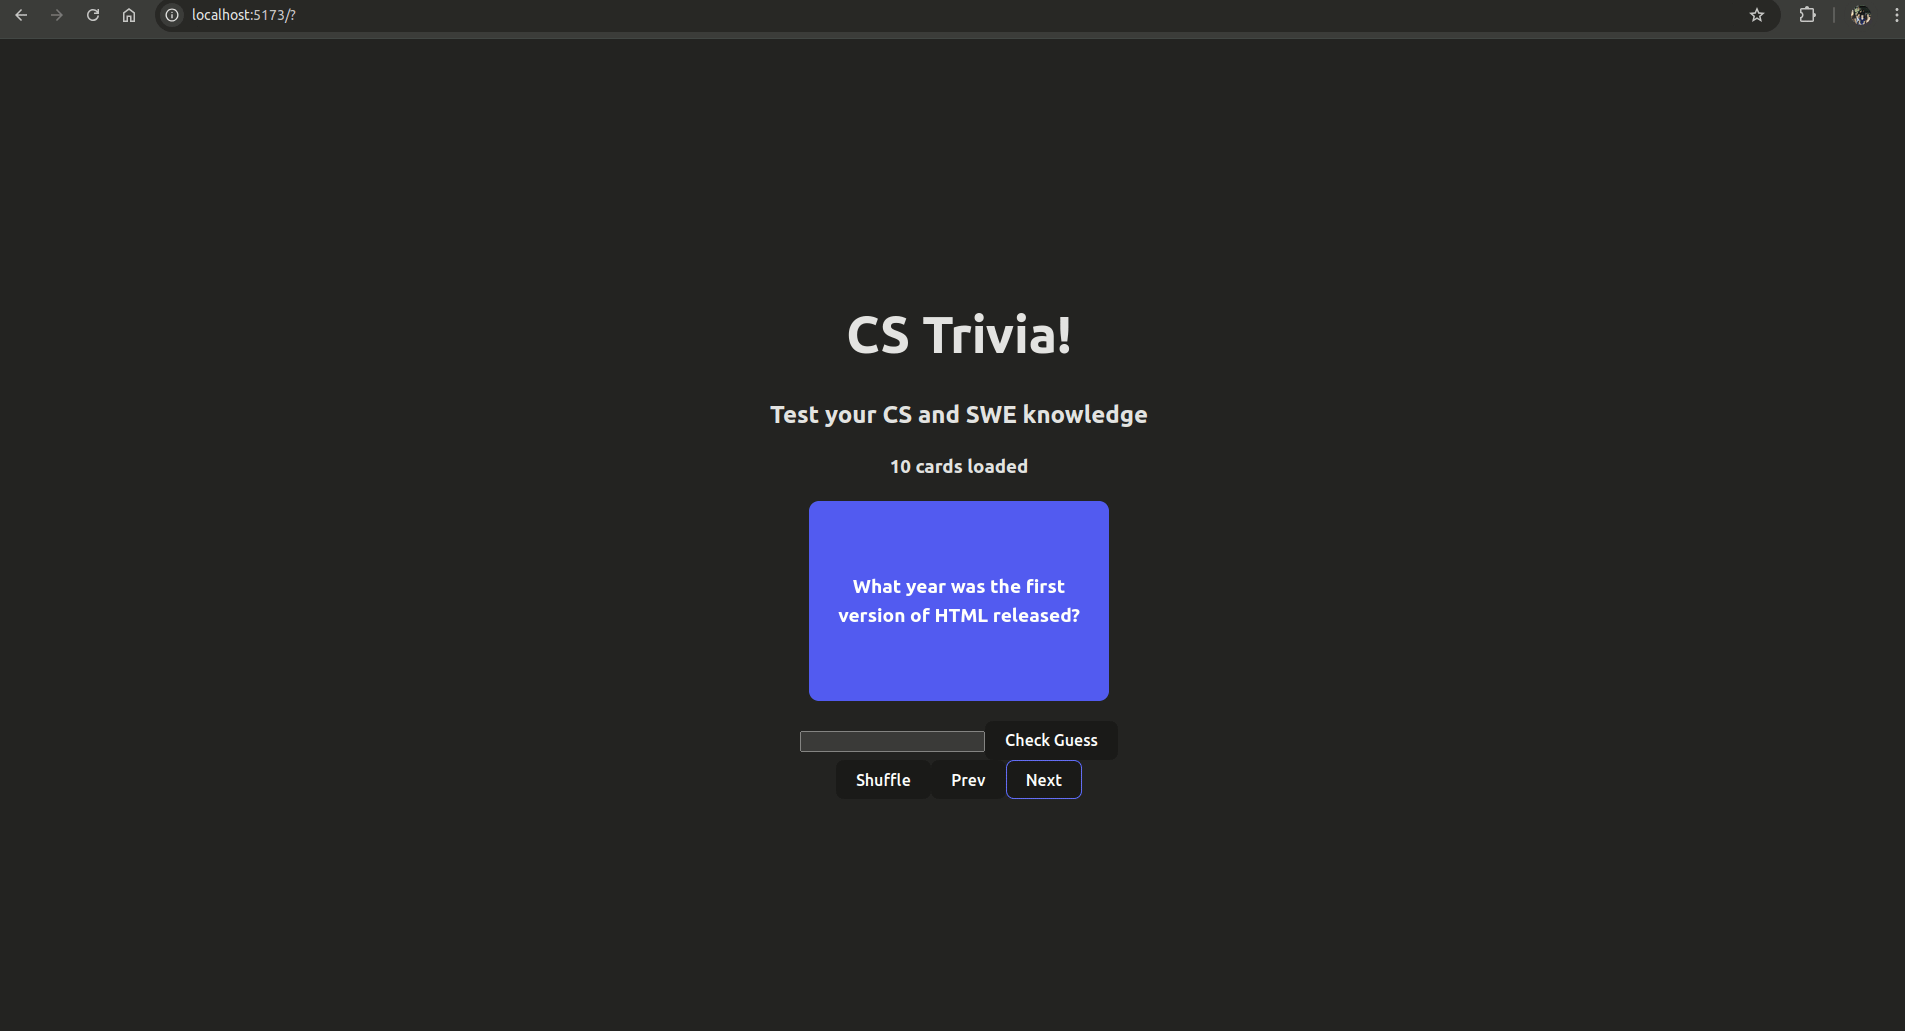 localhost:5173/?
CS Trivia!
Test your CS and SWE knowledge
10 cards loaded
What year was the first
version of HTML released?
Check Guess
Shuffle Prev Next